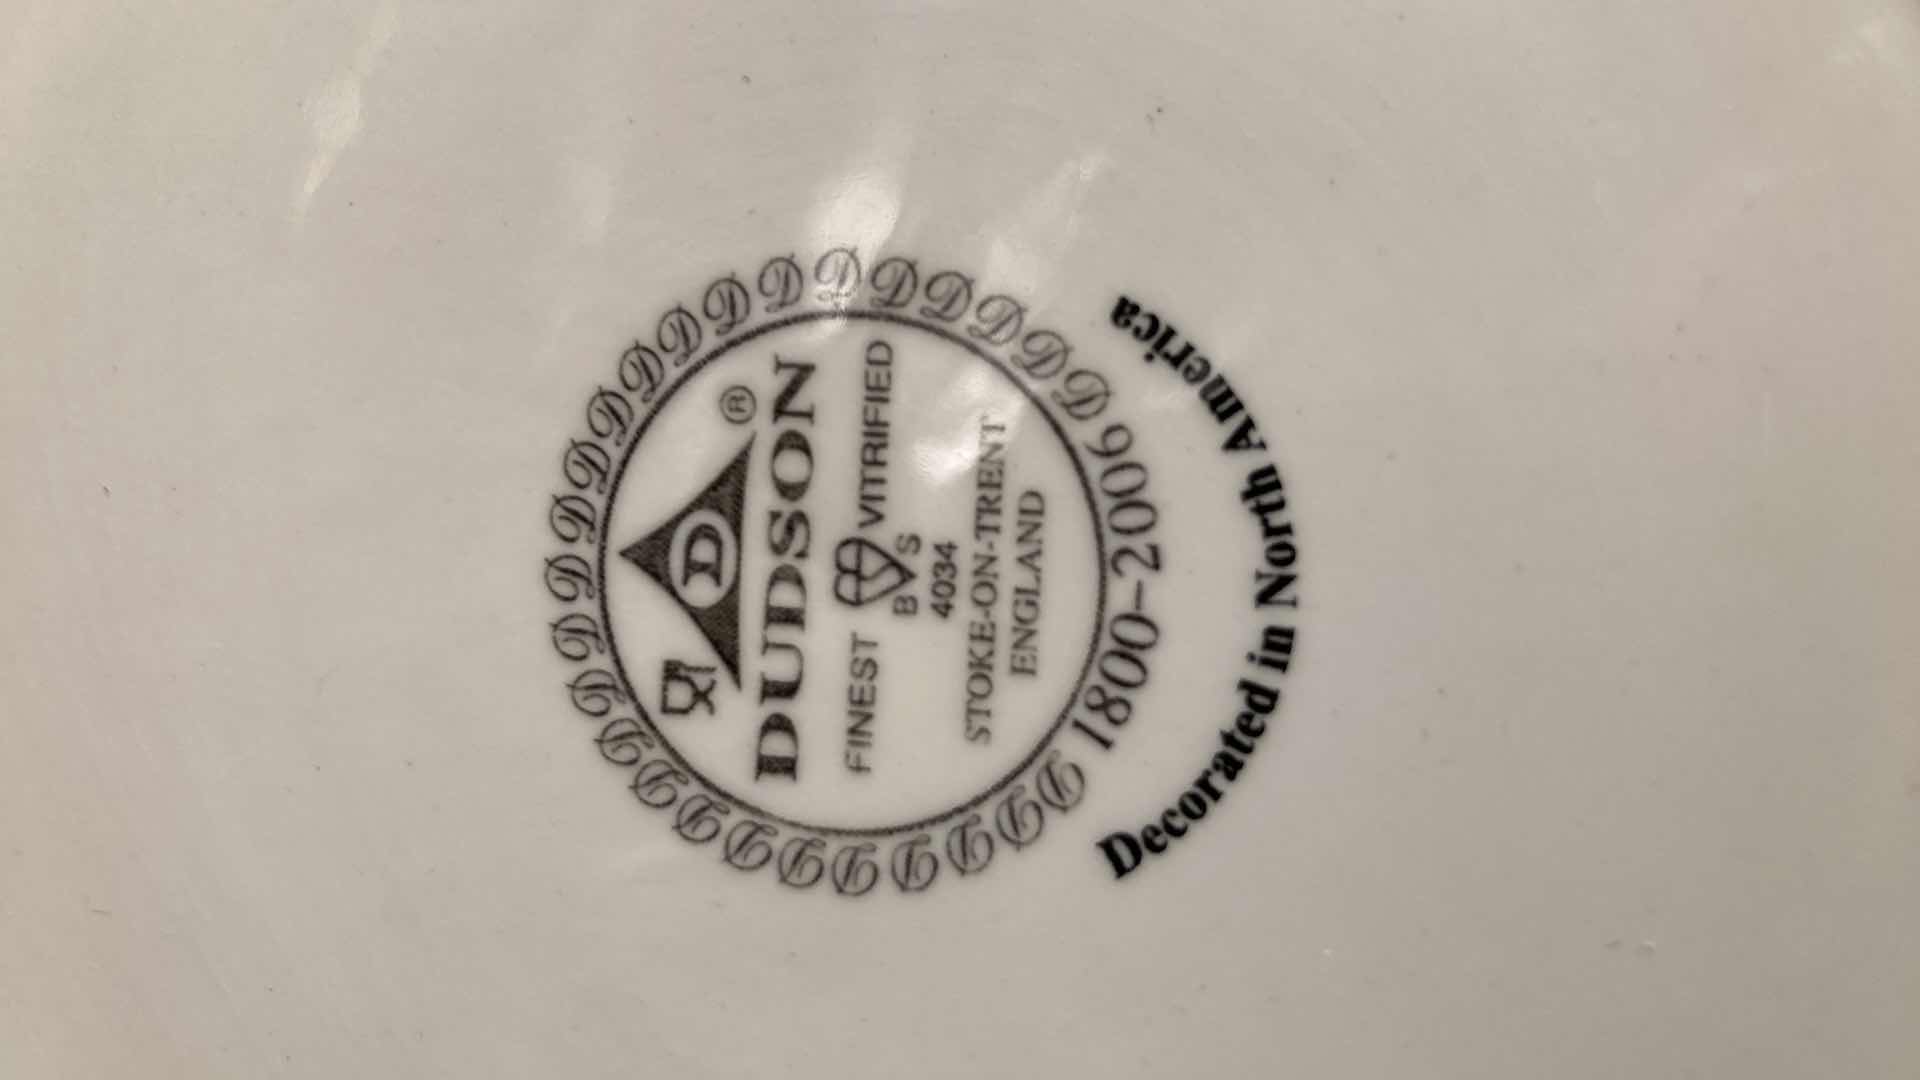 D
®
DUDSON
FINEST VITRIFIED
B S
4034
STOKE-ON-TRENT
ENGLAND
D D D D D D D D D D D D D D D D D D D D D D D D D D D D
1800–2006
Decorated in North America